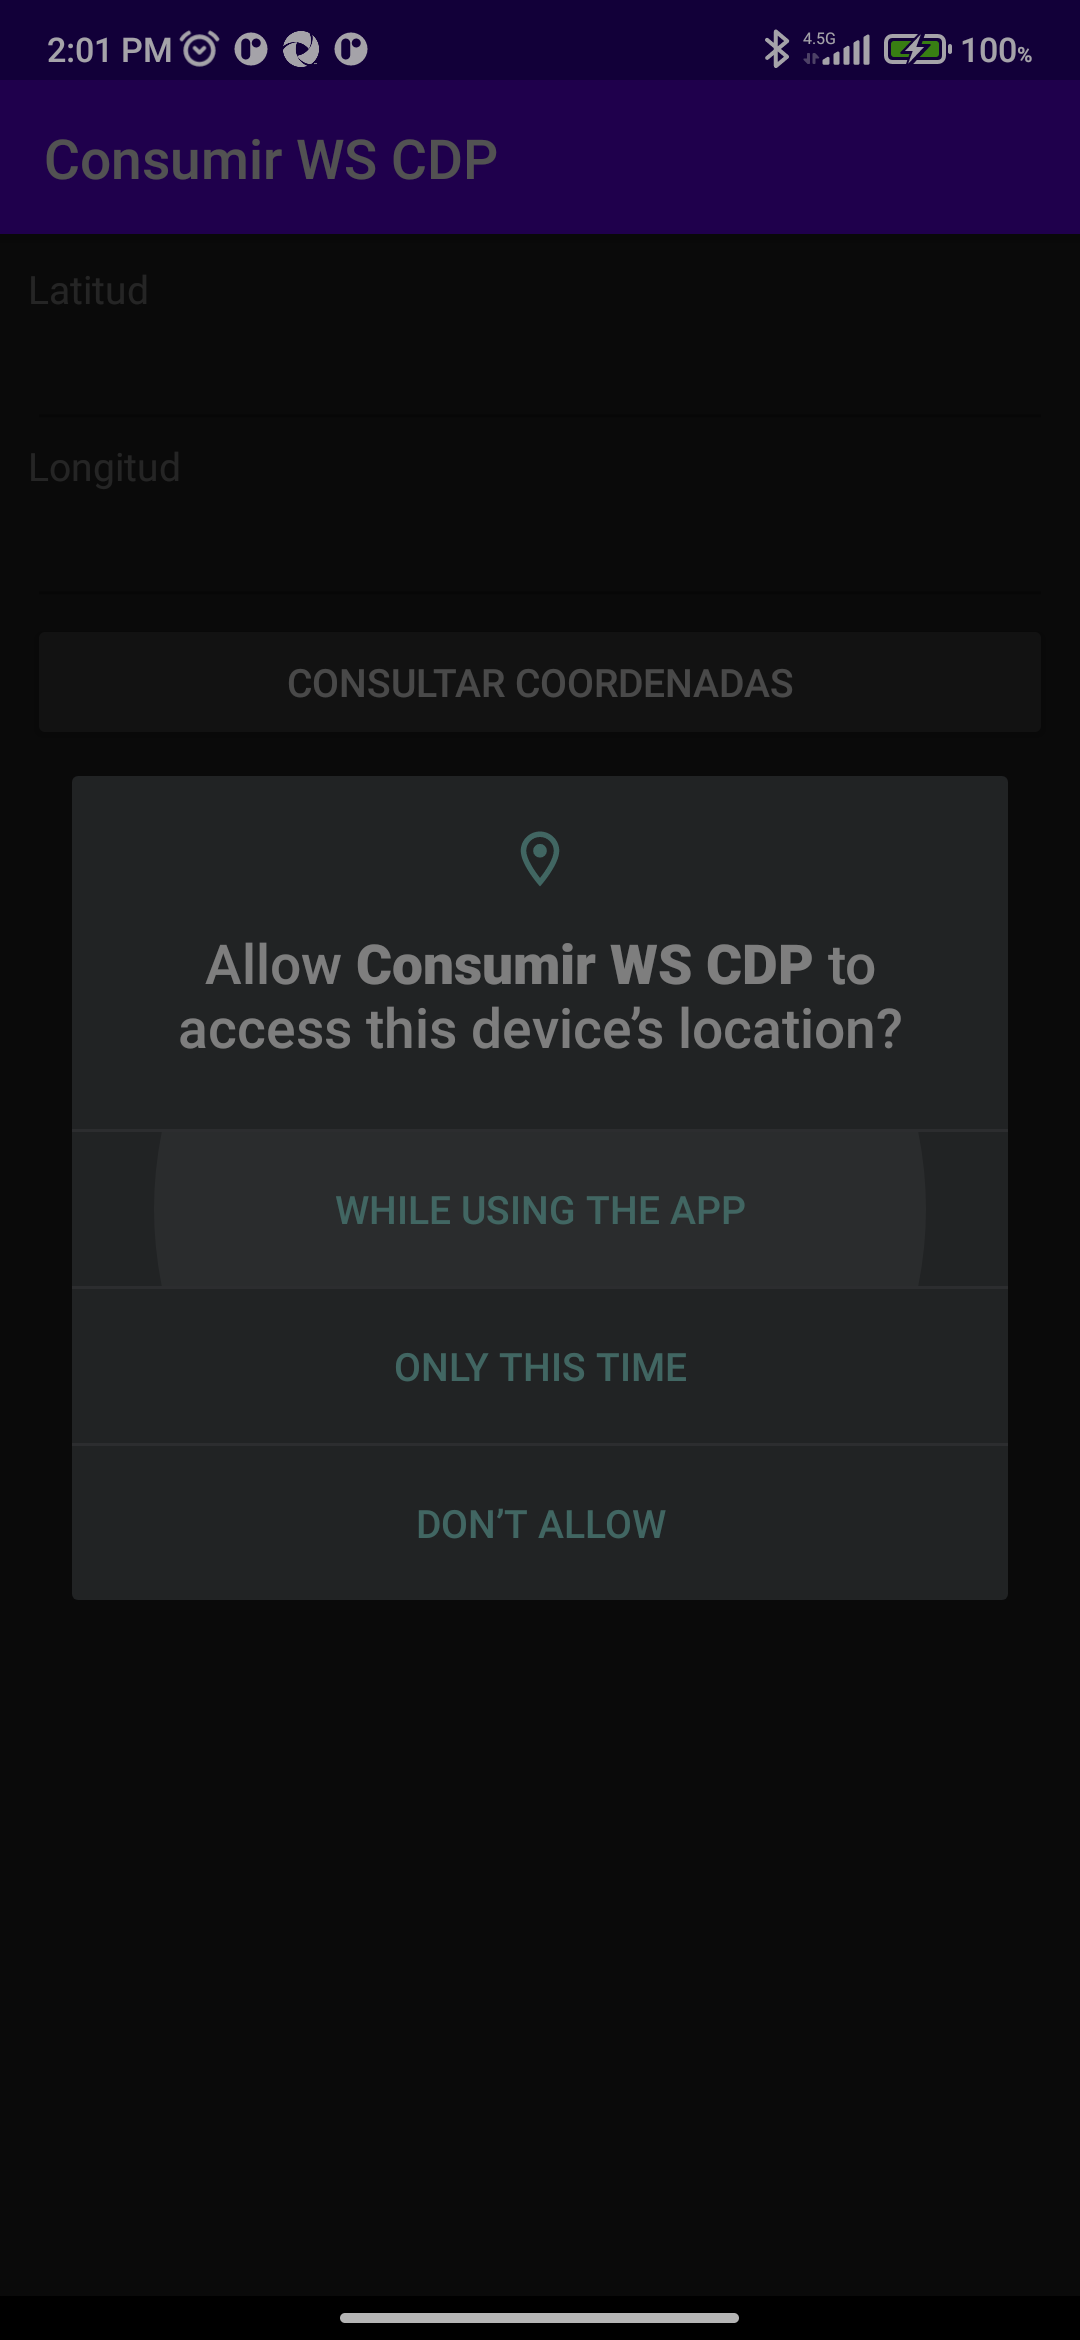 2:01 PM 4.5G 100%
Consumir WS CDP
Latitud
Longitud
CONSULTAR COORDENADAS
Allow Consumir WS CDP to
access this device’s location?
WHILE USING THE APP
ONLY THIS TIME
DON’T ALLOW